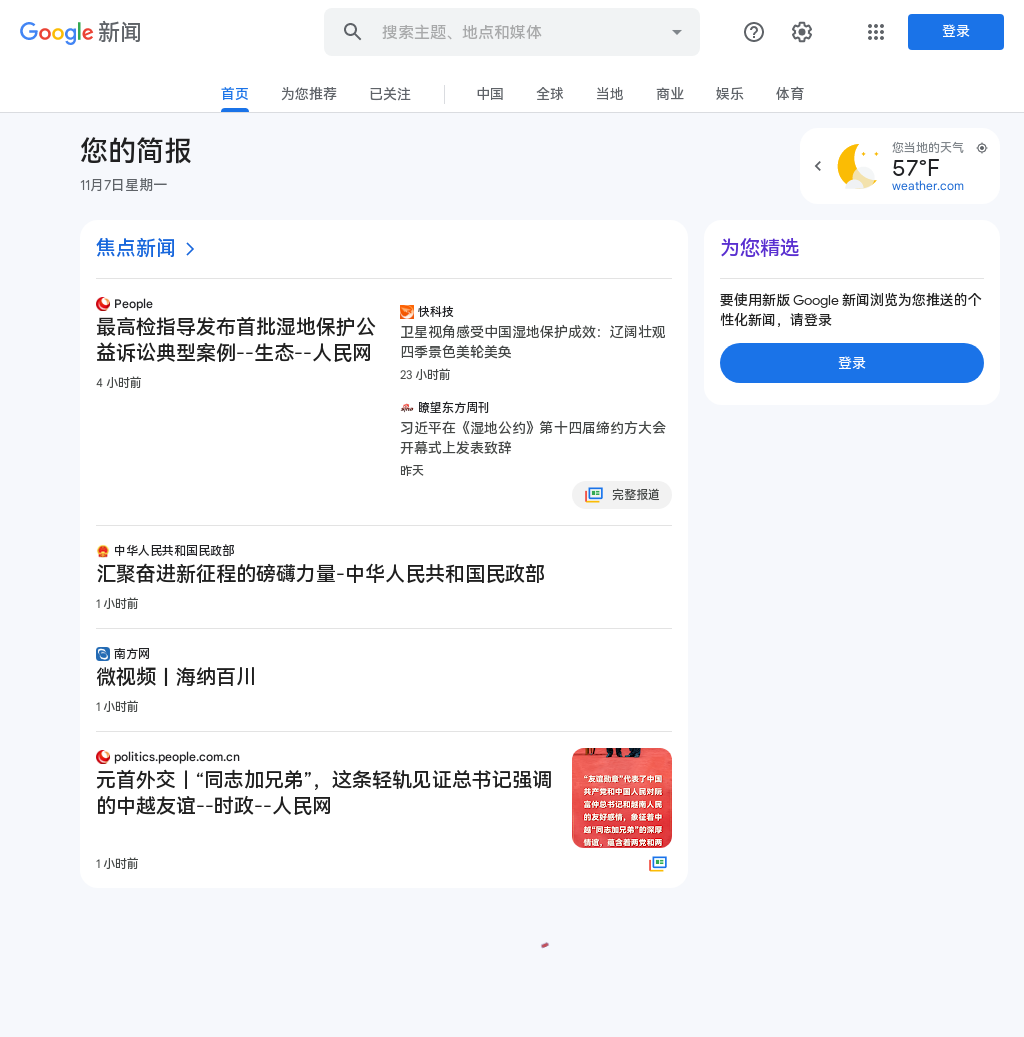 Google 新闻
搜索主题、地点和媒体
登录
首页 为您推荐 已关注 中国 全球 当地 商业 娱乐 体育
您的简报
11月7日星期一
您当地的天气
57°F
weather.com
焦点新闻
People
最高检指导发布首批湿地保护公
益诉讼典型案例--生态--人民网
4 小时前
快科技
卫星视角感受中国湿地保护成效：辽阔壮观
四季景色美轮美奂
23 小时前
瞭望东方周刊
习近平在《湿地公约》第十四届缔约方大会
开幕式上发表致辞
昨天
完整报道
中华人民共和国民政部
汇聚奋进新征程的磅礴力量-中华人民共和国民政部
1 小时前
南方网
微视频丨海纳百川
1 小时前
politics.people.com.cn
元首外交丨“同志加兄弟”，这条轻轨见证总书记强调
的中越友谊--时政--人民网
1 小时前
“友谊勋章”代表了中国
共产党和中国人民对阮
富仲总书记和越南人民
的友好感情，象征着中
越“同志加兄弟”的深厚
情谊，蕴含着两党和两
为您精选
要使用新版 Google 新闻浏览为您推送的个
性化新闻，请登录
登录